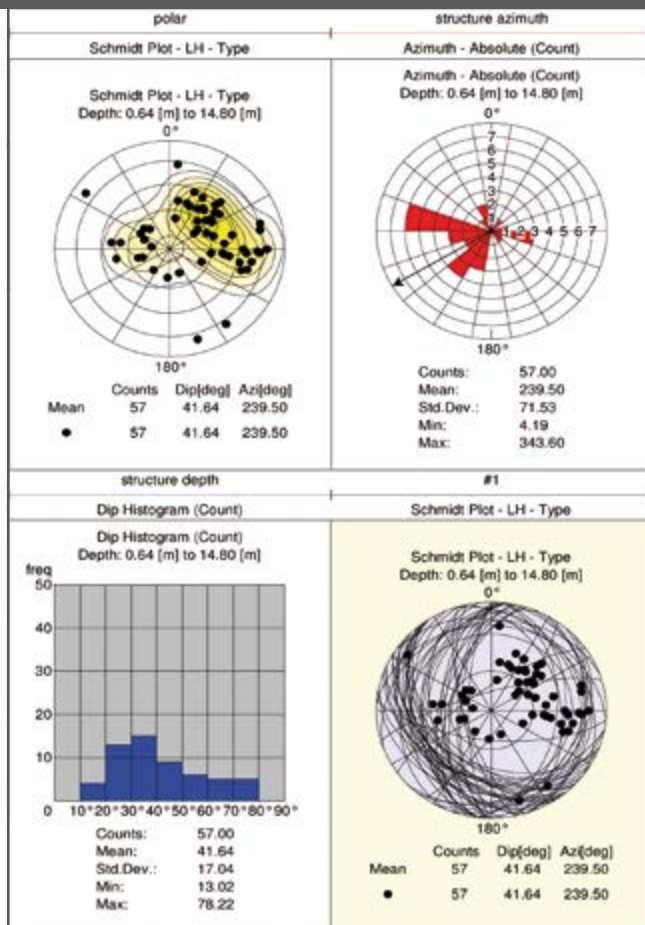 polar
Schmidt Plot - LH - Type
Schmidt Plot - LH - Type
Depth: 0.64 [m] to 14.80 [m]
0°
180°
Counts Dip[deg] Azi[deg]
Mean 57 41.64 239.50
57 41.64 239.50
structure azimuth
Azimuth - Absolute (Count)
Azimuth - Absolute (Count)
Depth: 0.64 [m] to 14.80 [m]
0°
7
6
5
4
3
2
1
1 2 3 4 5 6 7
180°
Counts: 57.00
Mean: 239.50
Std.Dev.: 71.53
Min: 4.19
Max: 343.60
structure depth
Dip Histogram (Count)
Dip Histogram (Count)
Depth: 0.64 [m] to 14.80 [m]
freq
50
40
30
20
10
0 10° 20° 30° 40° 50° 60° 70° 80° 90°
Counts: 57.00
Mean: 41.64
Std.Dev.: 17.04
Min: 13.02
Max: 78.22
#1
Schmidt Plot - LH - Type
Schmidt Plot - LH - Type
Depth: 0.64 [m] to 14.80 [m]
0°
180°
Counts Dip[deg] Azi[deg]
Mean 57 41.64 239.50
57 41.64 239.50